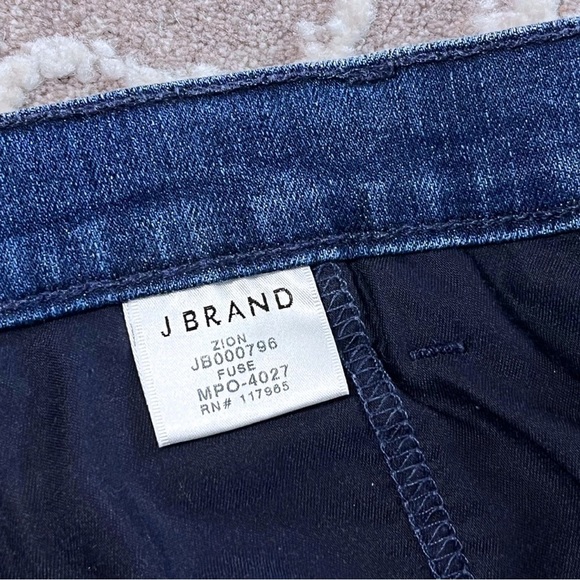 J BRAND
ZION
JB000796
FUSE
MPO-4027
RN# 117965